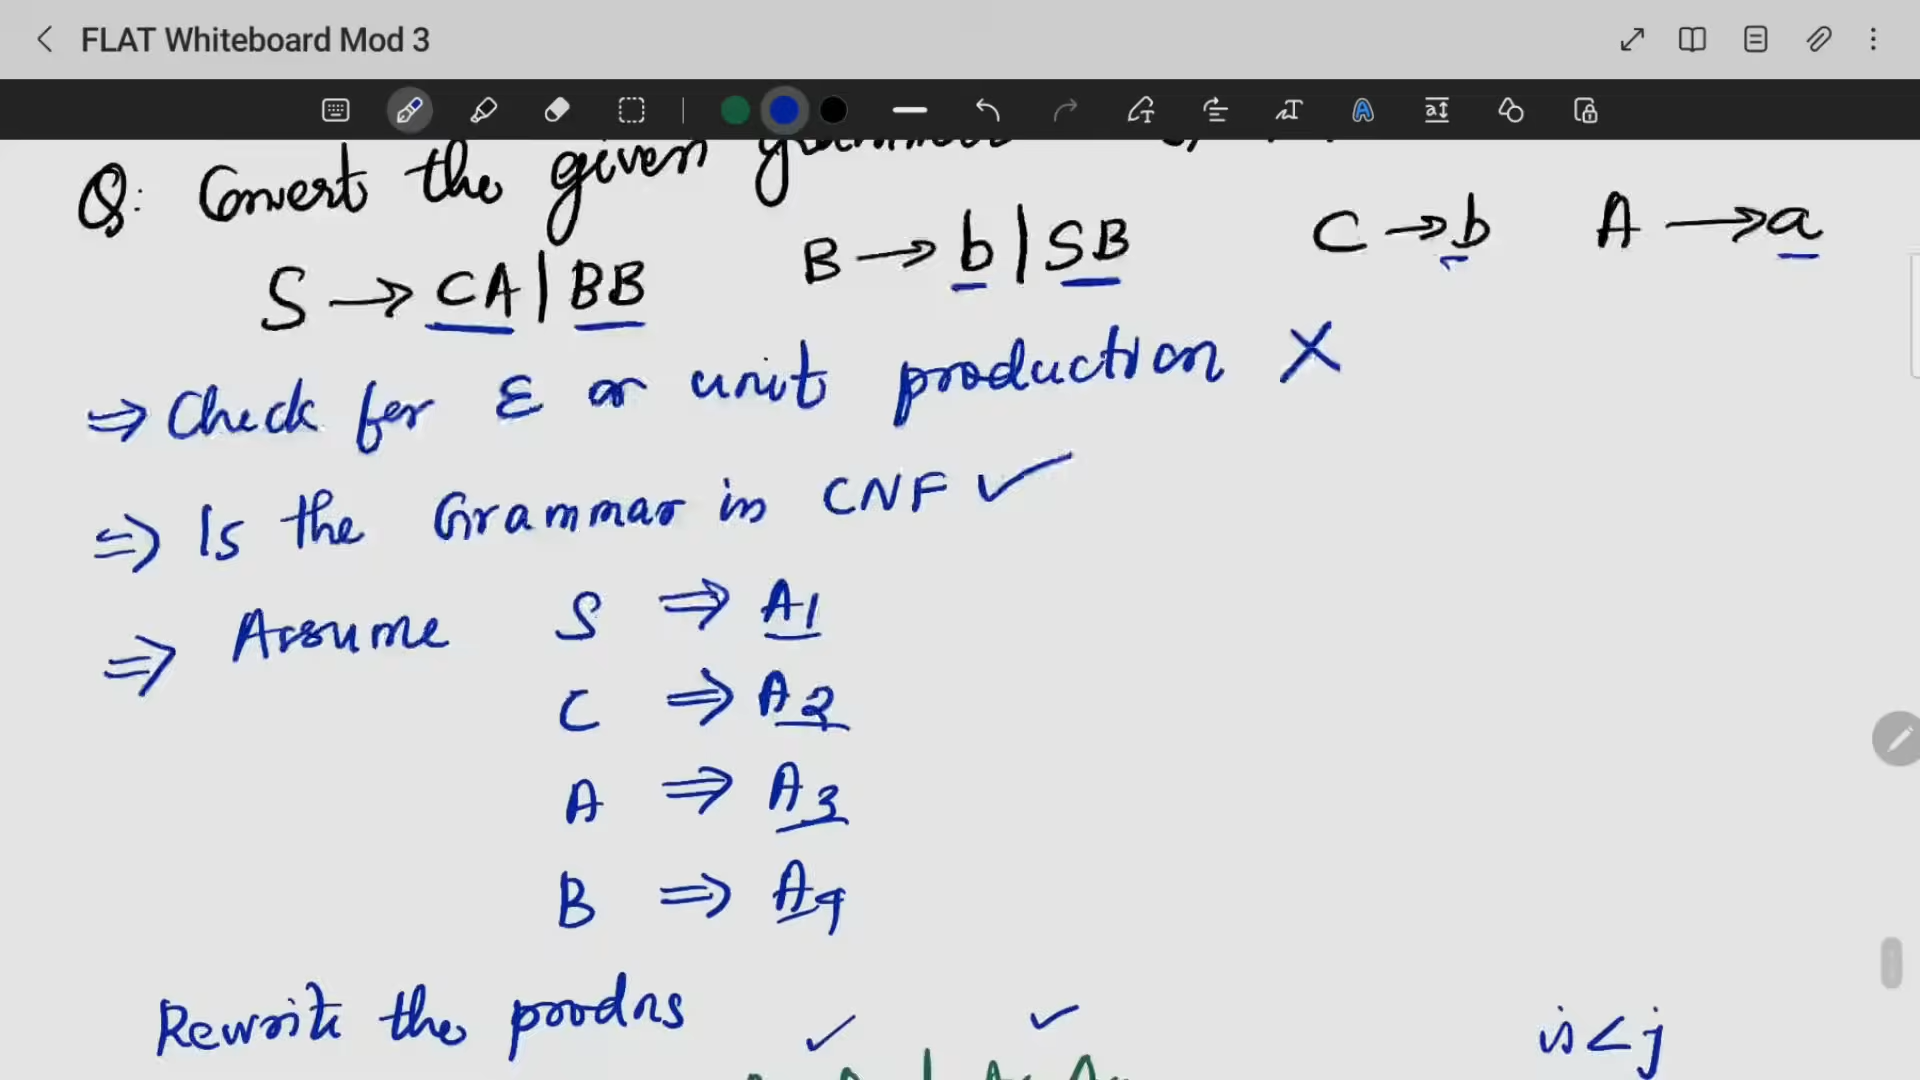 FLAT Whiteboard Mod 3
Q: Convert the given
S → CA | BB B → b | SB C → b A → a
⇒ Check for ε or unit production X
⇒ Is the Grammar in CNF ✓
⇒ Assume S ⇒ A1
C ⇒ A2
A ⇒ A3
B ⇒ A4
Rewrite the prodns ✓ ✓ i < j